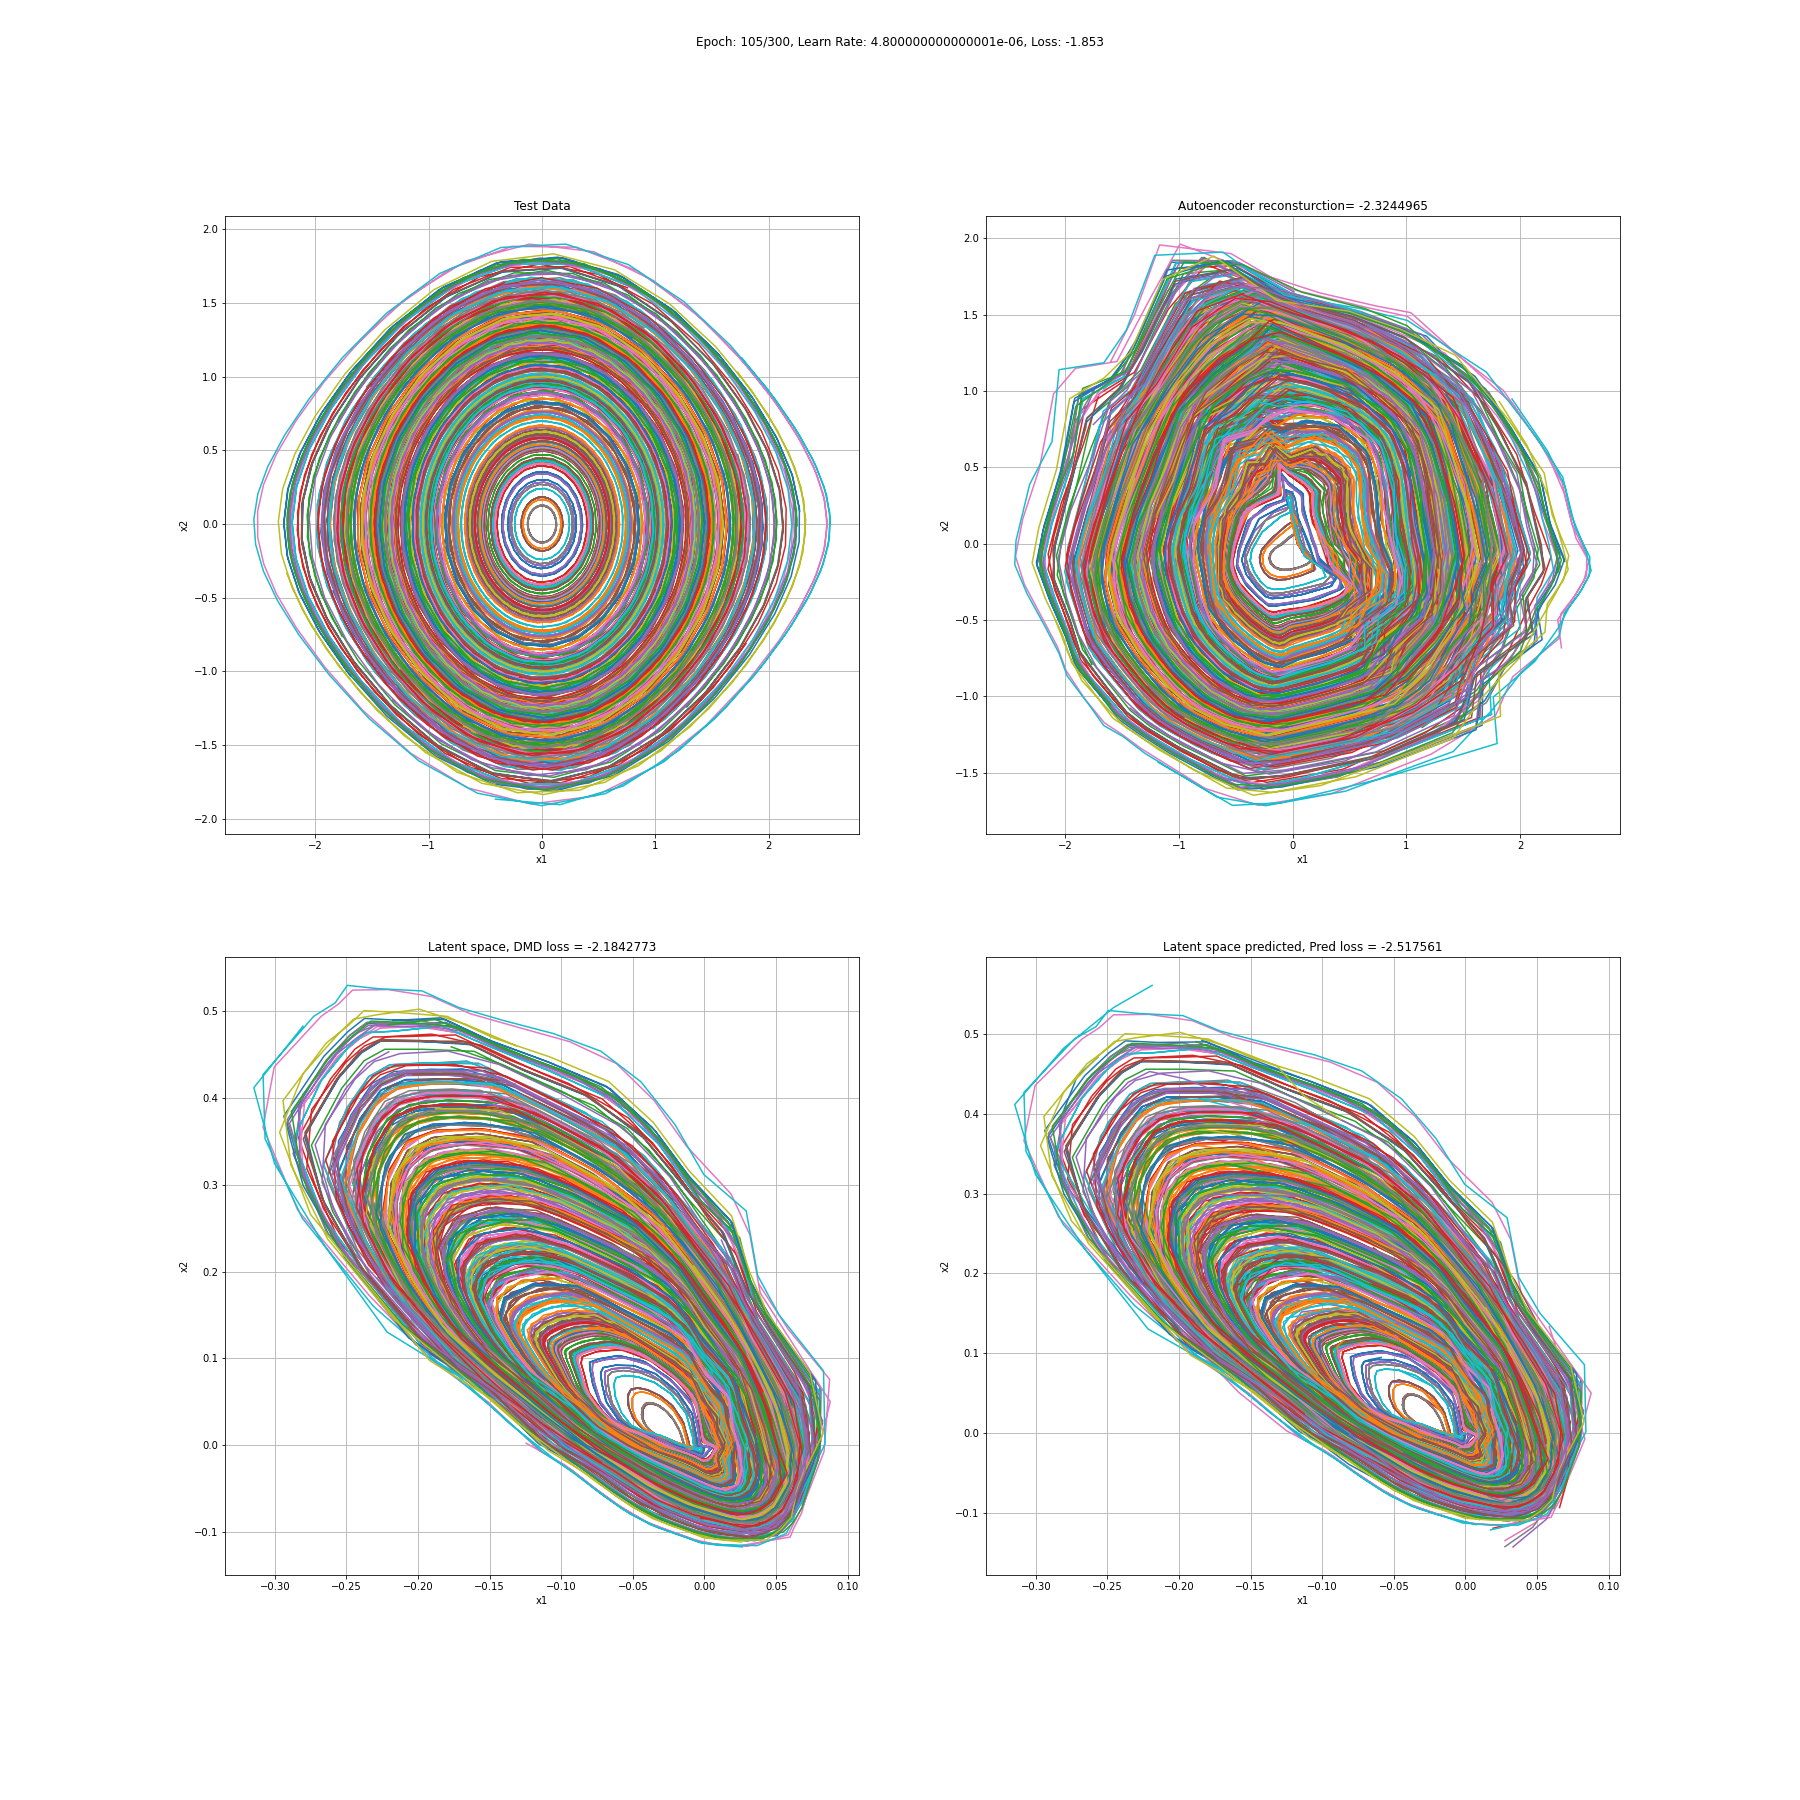 Epoch: 105/300, Learn Rate: 4.800000000000001e-06, Loss: -1.853
Test Data
2.0
1.5
1.0
0.5
0.0
−0.5
−1.0
−1.5
−2.0
x2
−2 −1 0 1 2
x1
Autoencoder reconsturction= -2.3244965
2.0
1.5
1.0
0.5
0.0
−0.5
−1.0
−1.5
x2
−2 −1 0 1 2
x1
Latent space, DMD loss = -2.1842773
0.5
0.4
0.3
0.2
0.1
0.0
−0.1
x2
−0.30 −0.25 −0.20 −0.15 −0.10 −0.05 0.00 0.05 0.10
x1
Latent space predicted, Pred loss = -2.517561
0.5
0.4
0.3
0.2
0.1
0.0
−0.1
x2
−0.30 −0.25 −0.20 −0.15 −0.10 −0.05 0.00 0.05 0.10
x1